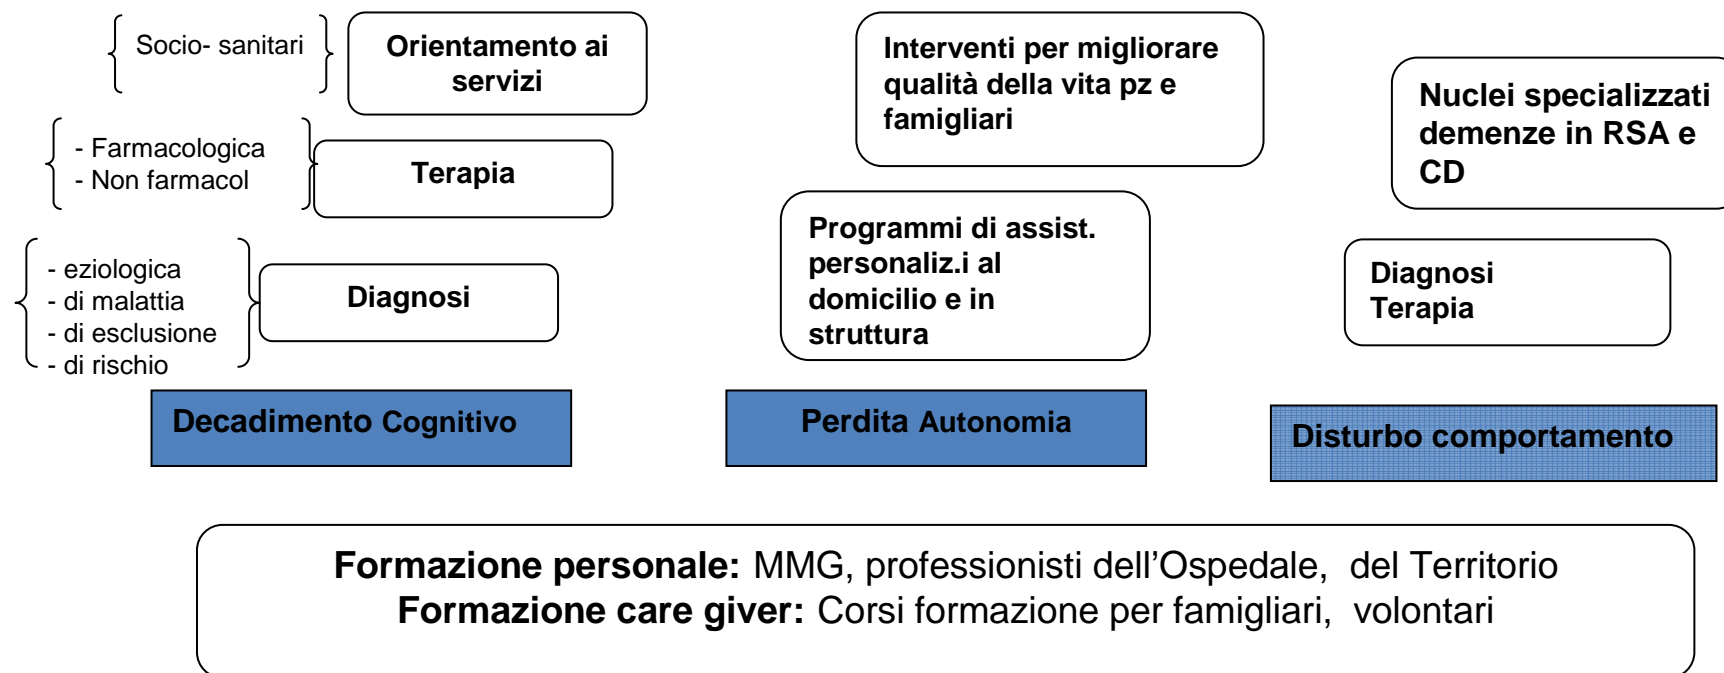 Socio- sanitari
Orientamento ai
servizi
- Farmacologica
- Non farmacol
Terapia
- eziologica
- di malattia
- di esclusione
- di rischio
Diagnosi
Decadimento Cognitivo
Interventi per migliorare
qualità della vita pz e
famigliari
Programmi di assist.
personaliz.i al
domicilio e in
struttura
Perdita Autonomia
Nuclei specializzati
demenze in RSA e
CD
Diagnosi
Terapia
Disturbo comportamento
Formazione personale: MMG, professionisti dell’Ospedale, del Territorio
Formazione care giver: Corsi formazione per famigliari, volontari